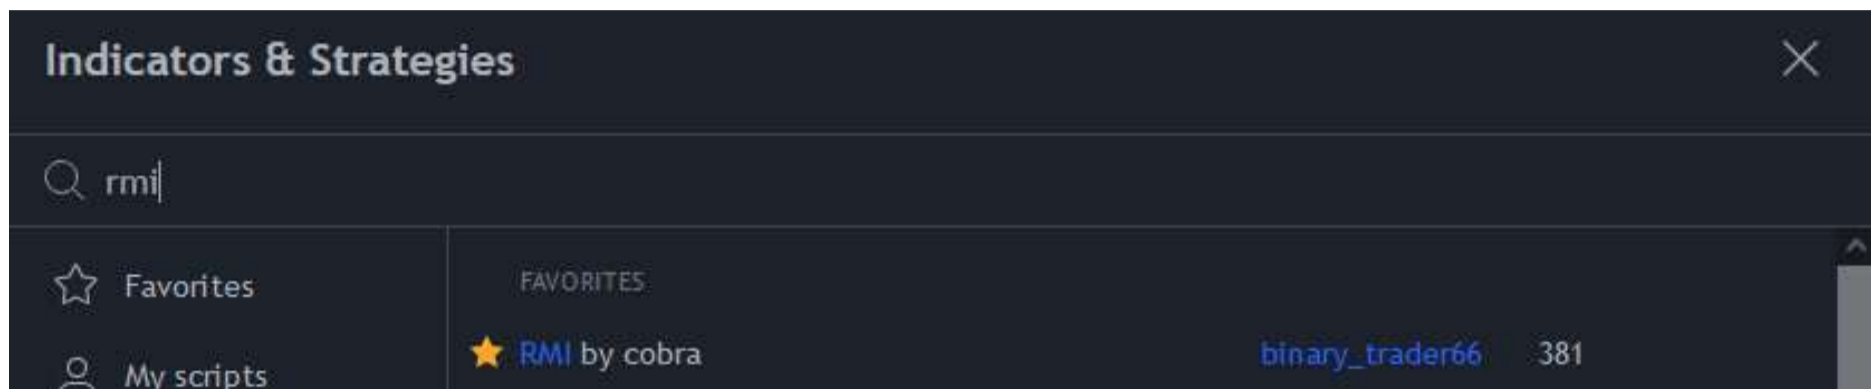 Indicators & Strategies
rmi
Favorites
FAVORITES
RMI by cobra binary_trader66 381
My scripts